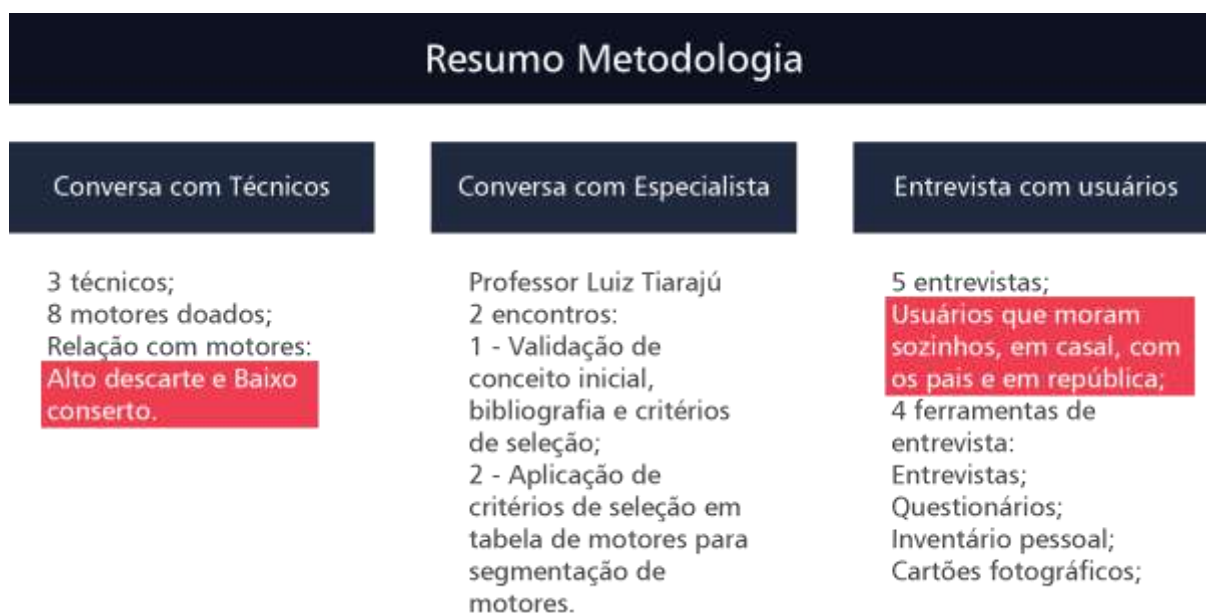 Resumo Metodologia
Conversa com Técnicos
3 técnicos;
8 motores doados;
Relação com motores:
Alto descarte e Baixo
conserto.
Conversa com Especialista
Professor Luiz Tiarajú
2 encontros:
1 - Validação de
conceito inicial,
bibliografia e critérios
de seleção;
2 - Aplicação de
critérios de seleção em
tabela de motores para
segmentação de
motores.
Entrevista com usuários
5 entrevistas;
Usuários que moram
sozinhos, em casal, com
os pais e em república;
4 ferramentas de
entrevista:
Entrevistas;
Questionários;
Inventário pessoal;
Cartões fotográficos;